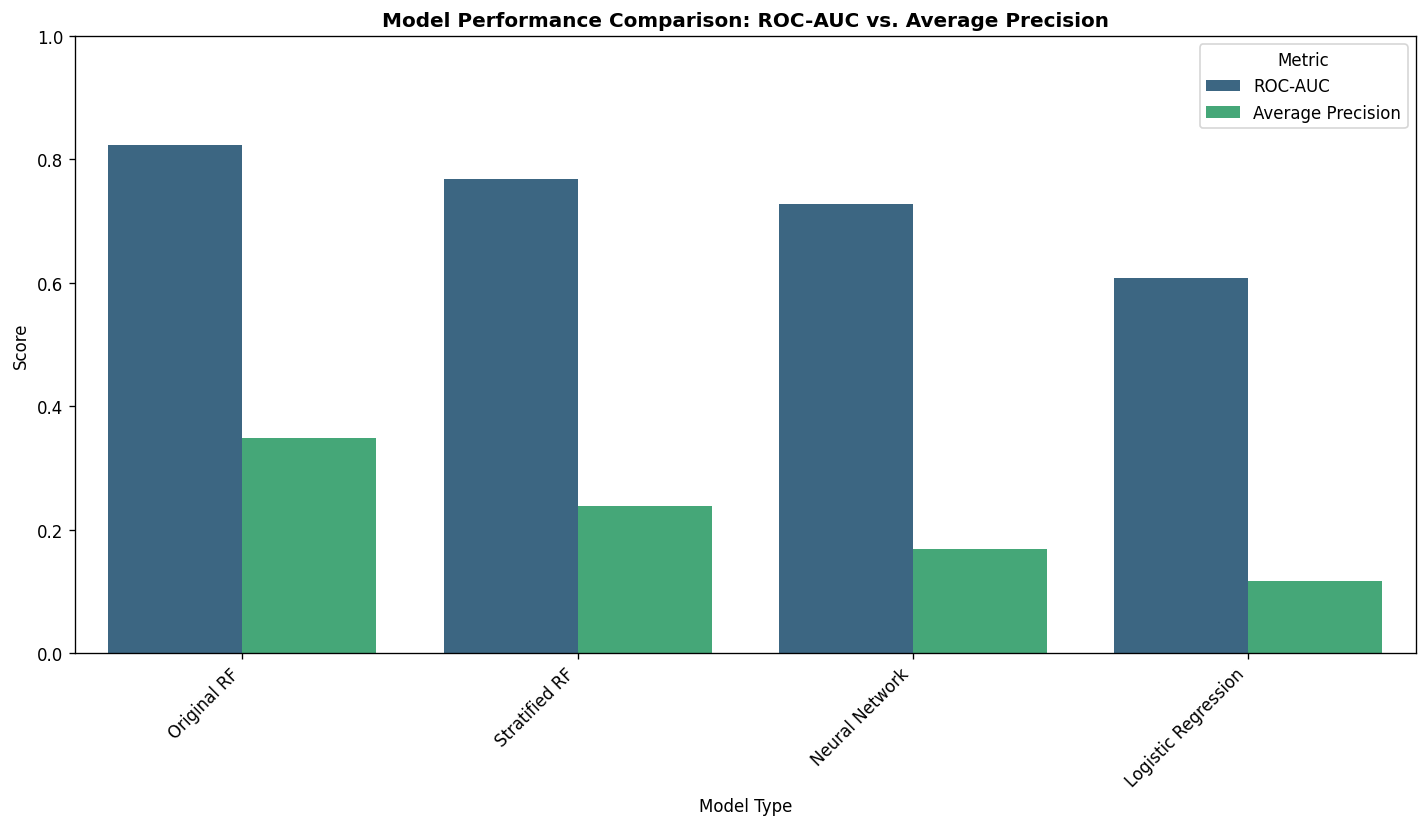 Model Performance Comparison: ROC-AUC vs. Average Precision
Metric
ROC-AUC
Average Precision
Score
1.0
0.8
0.6
0.4
0.2
0.0
Original RF
Stratified RF
Neural Network
Logistic Regression
Model Type